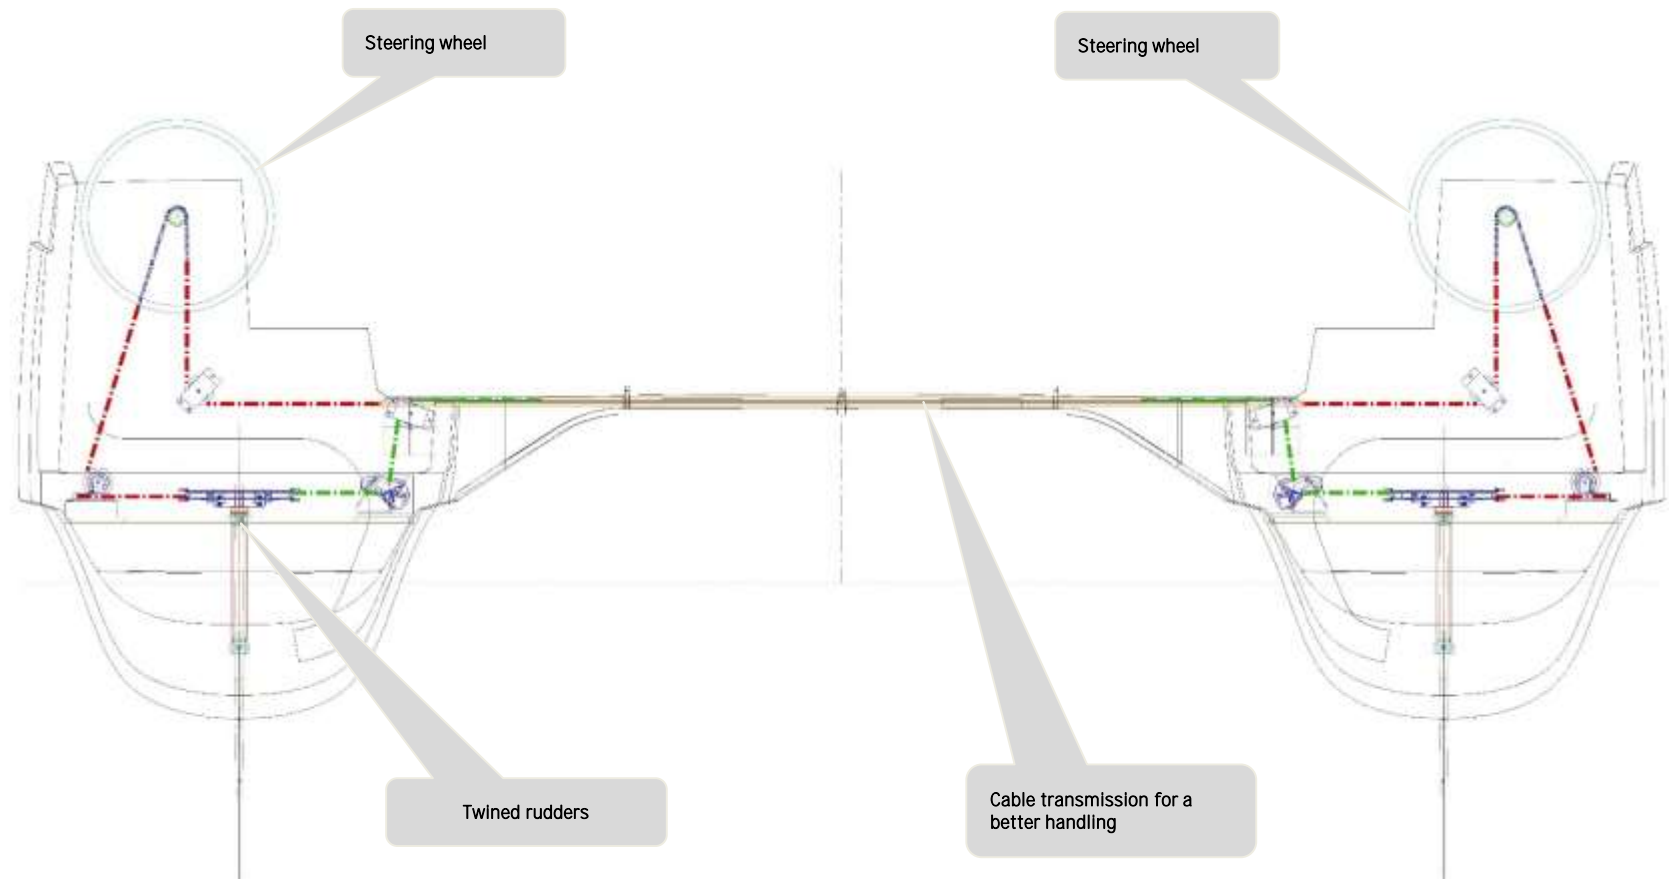 Steering wheel
Steering wheel
Twined rudders
Cable transmission for a
better handling